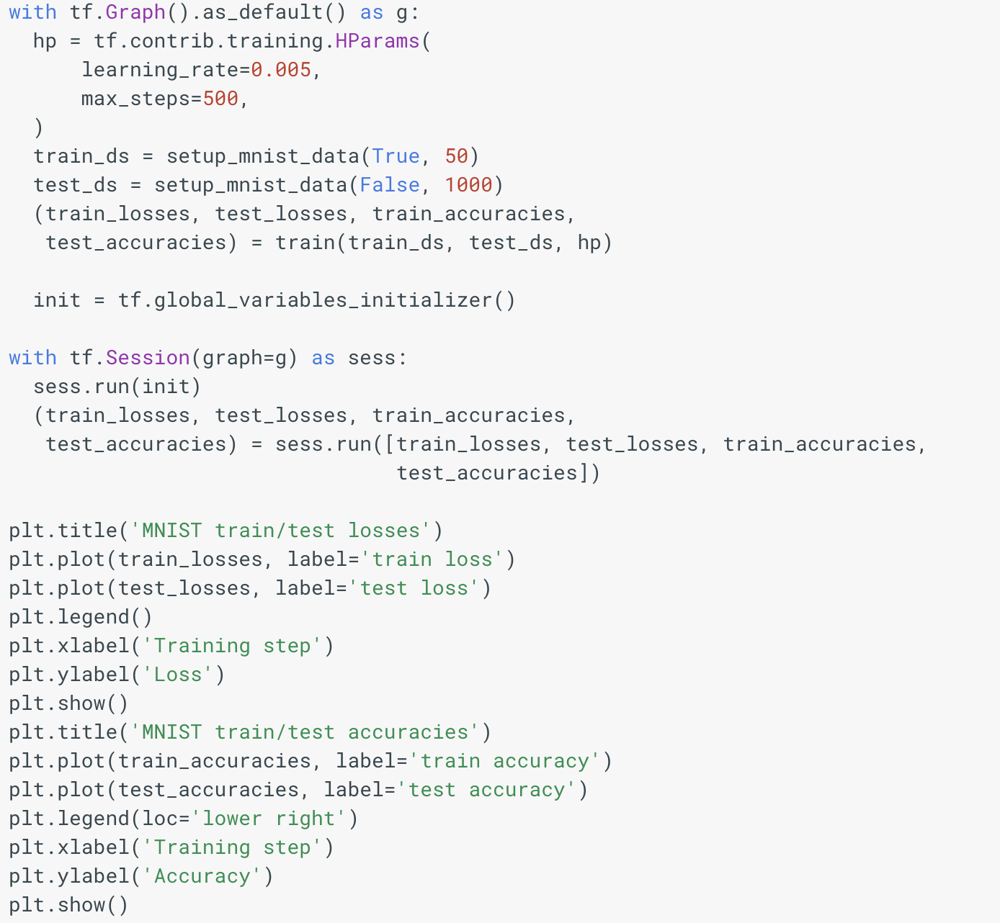 with tf.Graph().as_default() as g:
  hp = tf.contrib.training.HParams(
      learning_rate=0.005,
      max_steps=500,
  )
  train_ds = setup_mnist_data(True, 50)
  test_ds = setup_mnist_data(False, 1000)
  (train_losses, test_losses, train_accuracies,
   test_accuracies) = train(train_ds, test_ds, hp)

  init = tf.global_variables_initializer()

with tf.Session(graph=g) as sess:
  sess.run(init)
  (train_losses, test_losses, train_accuracies,
   test_accuracies) = sess.run([train_losses, test_losses, train_accuracies,
                                test_accuracies])

plt.title('MNIST train/test losses')
plt.plot(train_losses, label='train loss')
plt.plot(test_losses, label='test loss')
plt.legend()
plt.xlabel('Training step')
plt.ylabel('Loss')
plt.show()
plt.title('MNIST train/test accuracies')
plt.plot(train_accuracies, label='train accuracy')
plt.plot(test_accuracies, label='test accuracy')
plt.legend(loc='lower right')
plt.xlabel('Training step')
plt.ylabel('Accuracy')
plt.show()